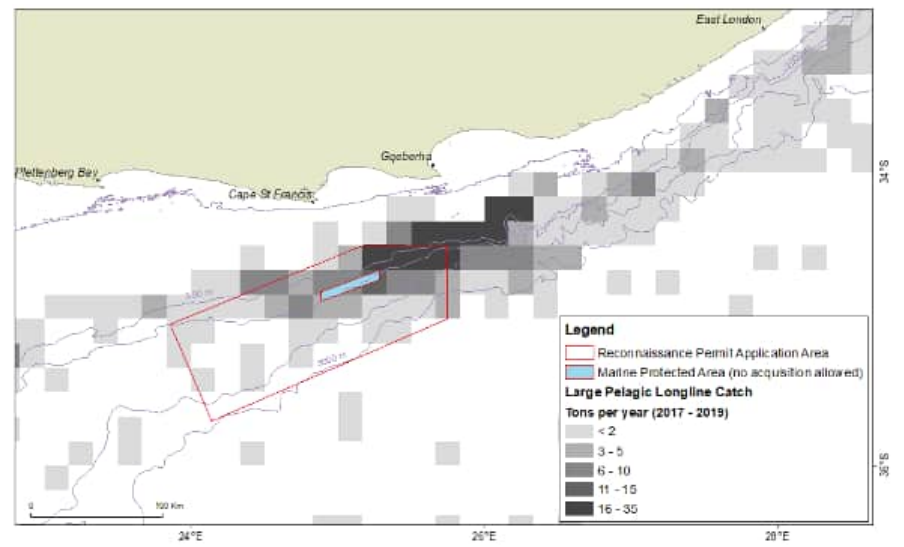 East London
Gqeberha
Plettenberg Bay
Cape St Francis
34°S
Legend
Reconnaissance Permit Application Area
Marine Protected Area (no acquisition allowed)
Large Pelagic Longline Catch
Tons per year (2017 - 2019)
< 2
3 - 5
6 - 10
11 - 15
16 - 35
36°S
0
100 Km
24°E
26°E
28°E